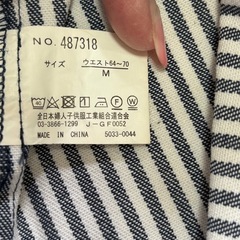 NO. 487318
サイズ ウエスト64~70
M
40
全日本婦人子供服工業組合連合会
03-3866-1299 J-GF0052
MADE IN CHINA 5033-0044